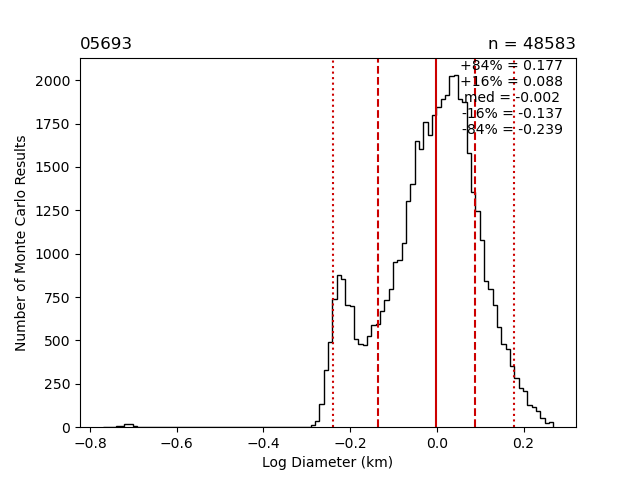 05693
n = 48583
+84% = 0.177
+16% = 0.088
med = -0.002
-16% = -0.137
-84% = -0.239
2000
1750
1500
1250
1000
750
500
250
0
Number of Monte Carlo Results
−0.8
−0.6
−0.4
−0.2
0.0
0.2
Log Diameter (km)